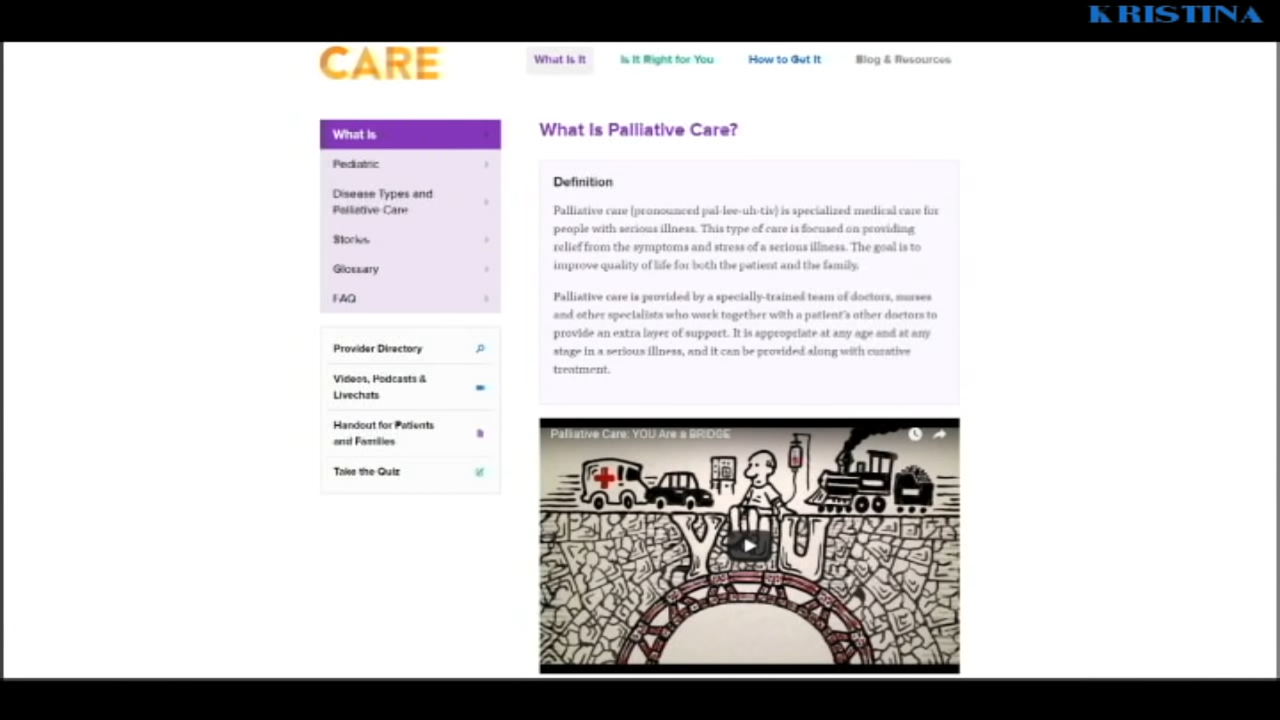 KRISTINA
CARE
What Is It
Is It Right for You
How to Get It
Blog & Resources
What Is
Pediatric
Disease Types and
Palliative Care
Stories
Glossary
FAQ
Provider Directory
Videos, Podcasts &
Livechats
Handout for Patients
and Families
Take the Quiz
What Is Palliative Care?
Definition
Palliative care (pronounced pal-lee-uh-tiv) is specialized medical care for
people with serious illness. This type of care is focused on providing
relief from the symptoms and stress of a serious illness. The goal is to
improve quality of life for both the patient and the family.
Palliative care is provided by a specially-trained team of doctors, nurses
and other specialists who work together with a patient's other doctors to
provide an extra layer of support. It is appropriate at any age and at any
stage in a serious illness, and it can be provided along with curative
treatment.
Palliative Care: YOU Are a BRIDGE
YOU